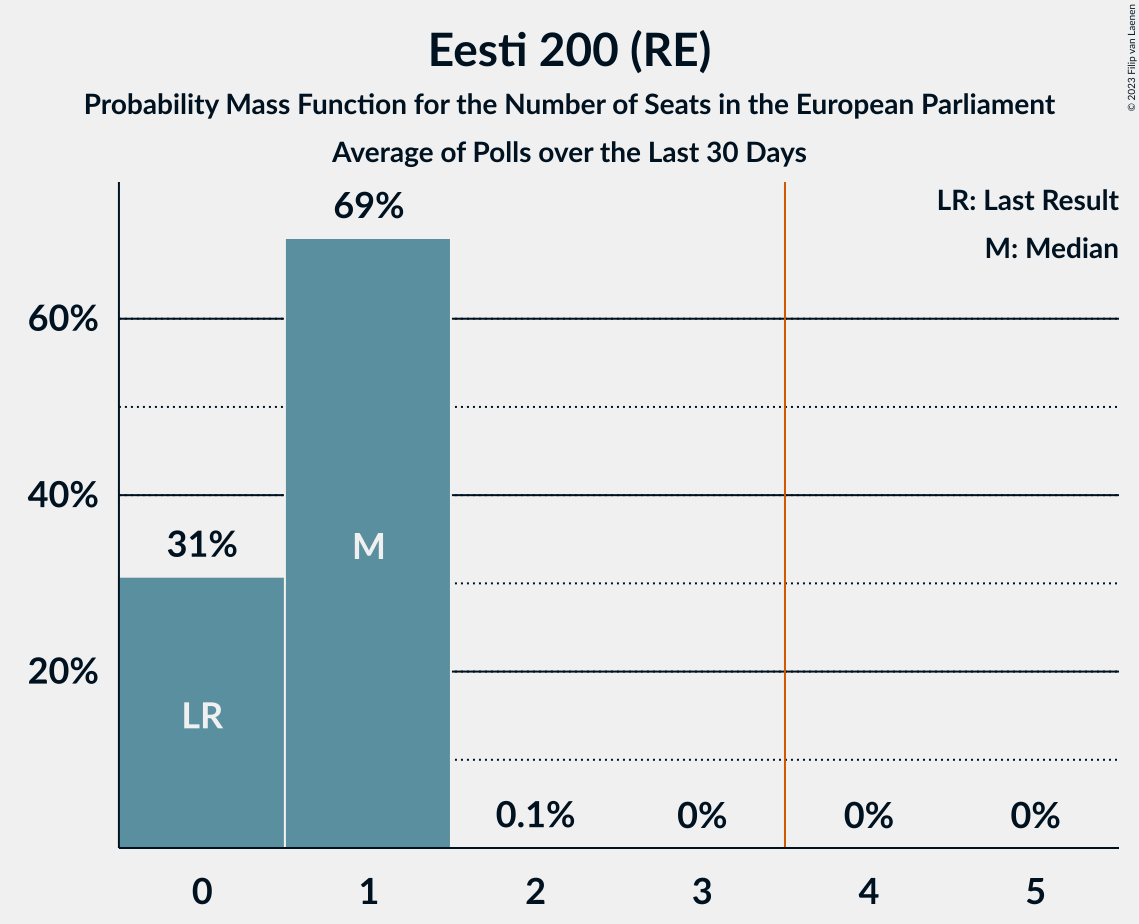 Eesti 200 (RE)
Probability Mass Function for the Number of Seats in the European Parliament
Average of Polls over the Last 30 Days
© 2023 Filip van Laenen
LR: Last Result
M: Median
69%
60%
40%
31%
M
20%
LR
0.1%
0%
0%
0%
0 1 2 3 4 5